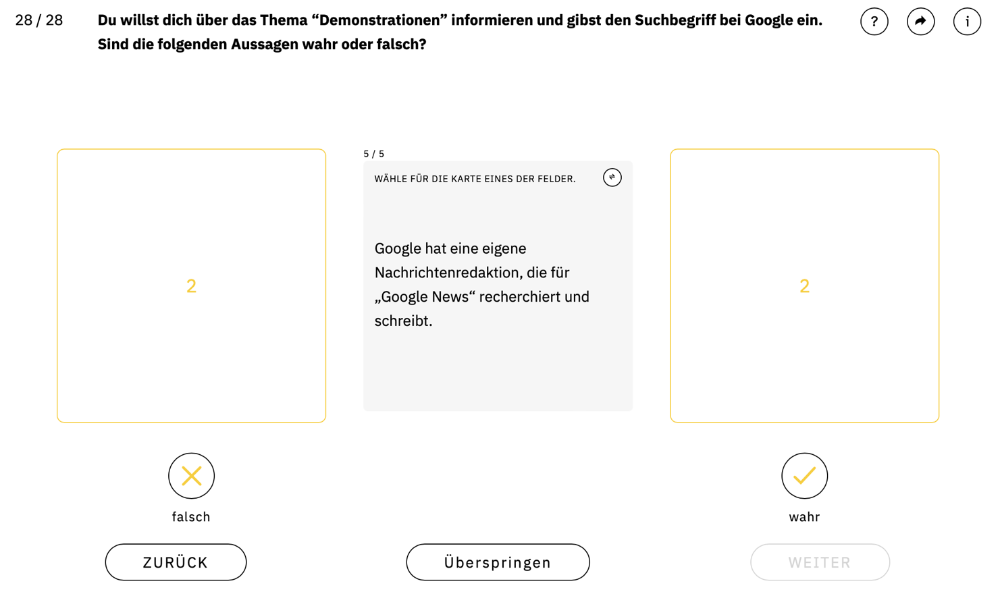 28 / 28
Du willst dich über das Thema “Demonstrationen” informieren und gibst den Suchbegriff bei Google ein.
Sind die folgenden Aussagen wahr oder falsch?
?
i
5 / 5
WÄHLE FÜR DIE KARTE EINES DER FELDER.
Google hat eine eigene
Nachrichtenredaktion, die für
„Google News“ recherchiert und
schreibt.
2
2
falsch
wahr
ZURÜCK
Überspringen
WEITER